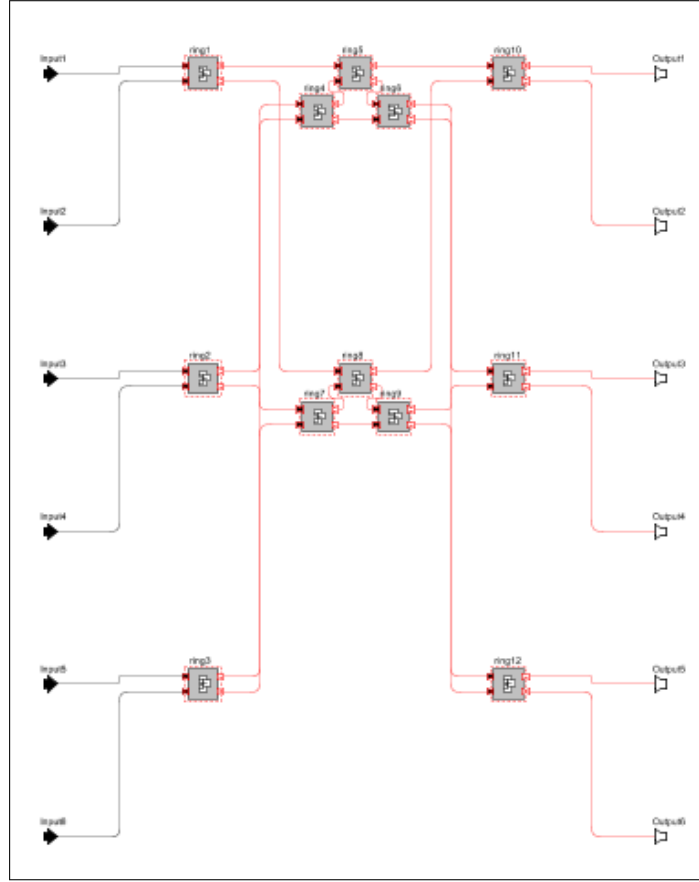 Input1
ring1
ring5
ring10
Output1
ring4
ring6
Input2
Output2
Input3
ring2
ring8
ring11
Output3
ring7
ring9
Input4
Output4
Input5
ring3
ring12
Output5
Input6
Output6